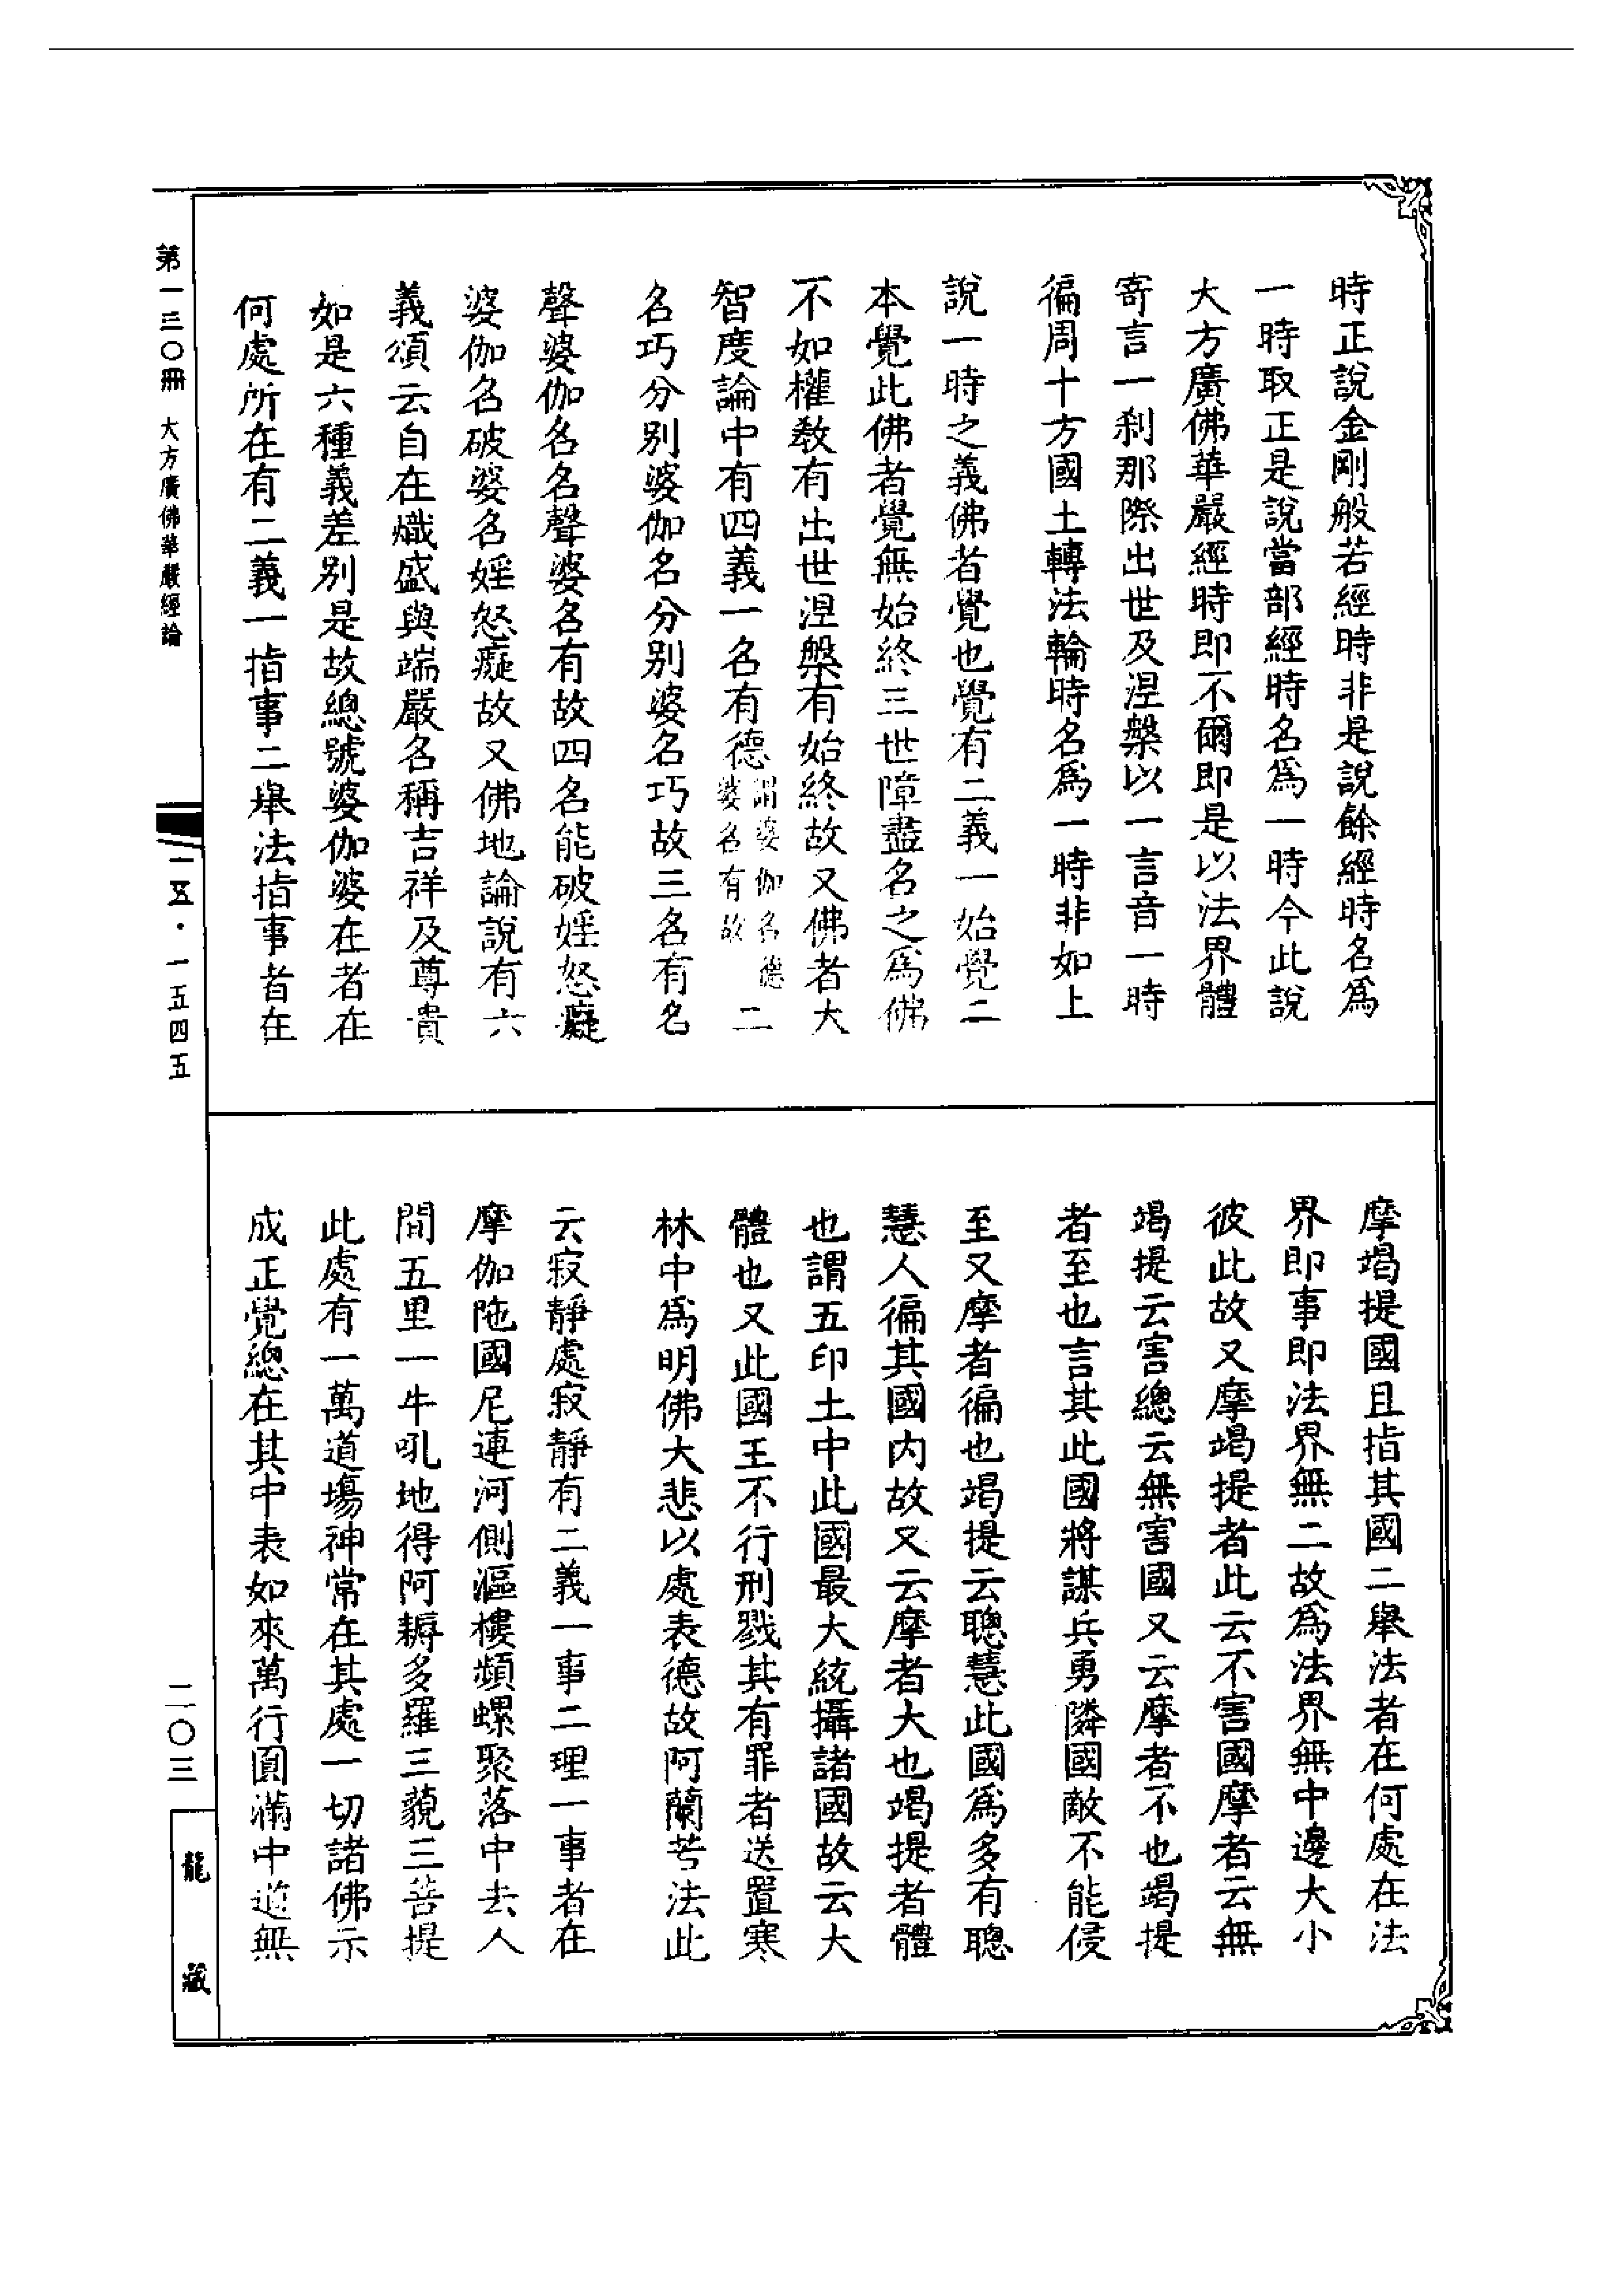 時正說金剛般若經時非是說餘經時名爲
一時取正是說當部經時名爲一時今此說
大方廣佛華嚴經時即不爾即是以法界體
寄言一刹那際出世及涅槃以一言音一時
徧周十方國土轉法輪時名爲一時非如上
說一時之義佛者覺也覺有二義一始覺二
本覺此佛者覺無始終三世障盡名之爲佛
不如權教有出世涅槃有始終故又佛者大
智度論中有四義一名有德謂婆伽名德婆名有故二
名巧分別婆伽名分別婆名巧故三名有名
聲婆伽名名聲婆名有故四名能破婬怒癡
婆伽名破婆名婬怒癡故又佛地論說有六
義頌云自在熾盛與端嚴名稱吉祥及尊貴
如是六種義差別是故總號婆伽婆在者在
何處所在有二義一指事二舉法指事者在
摩竭提國且指其國二舉法者在何處在法
界即事即法界無二故爲法界無中邊大小
彼此故又摩竭提者此云不害國摩者云無
竭提云害總云無害國又云摩者不也竭提
者至也言其此國將謀兵勇隣國敵不能侵
至又摩者徧也竭提云聰慧此國爲多有聰
慧人徧其國内故又云摩者大也竭提者體
也謂五印土中此國最大統攝諸國故云大
體也又此國王不行刑戮其有罪者送置寒
林中爲明佛大悲以處表德故阿蘭若法此
云寂靜處寂靜有二義一事二理一事者在
摩伽陁國尼連河側漚樓頻螺聚落中去人
間五里一牛吼地得阿耨多羅三藐三菩提
此處有一萬道場神常在其處一切諸佛示
成正覺總在其中表如來萬行圓滿中道無
第一三〇冊 大方廣佛華嚴經論
一五·一五四五
二〇三
龍藏